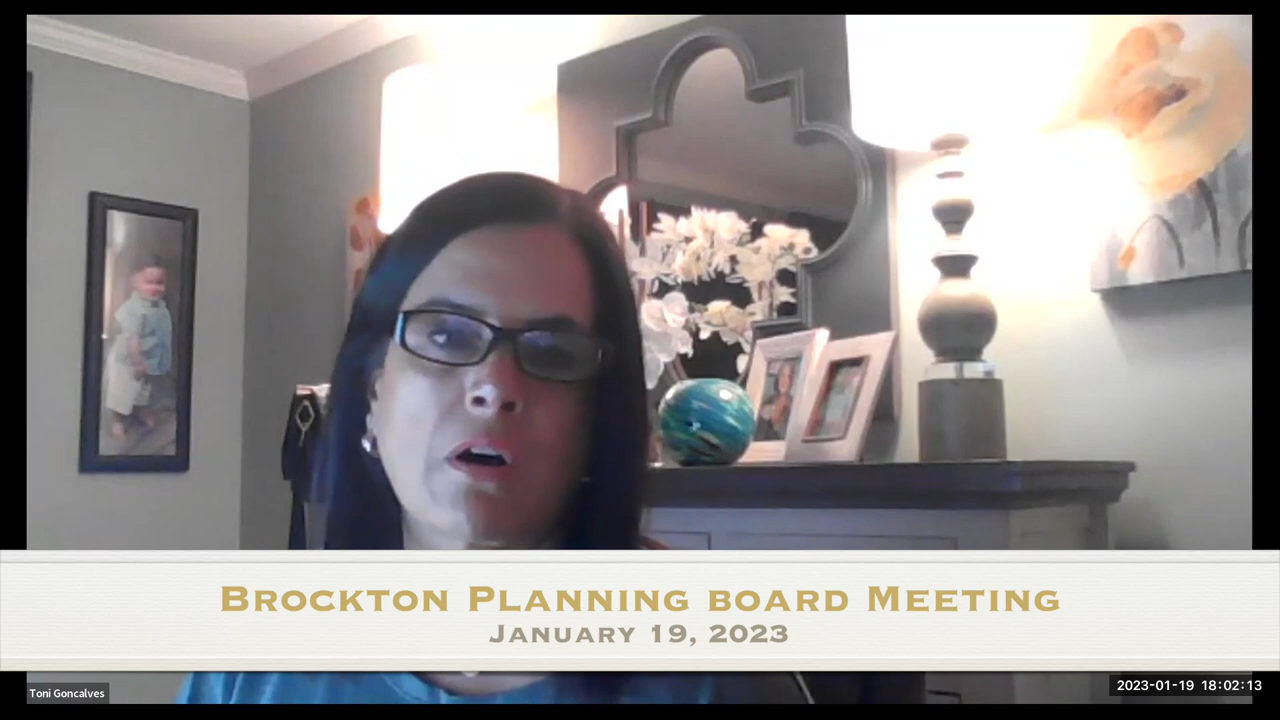 Brockton Planning board Meeting
January 19, 2023
Toni Goncalves
2023-01-19 18:02:13